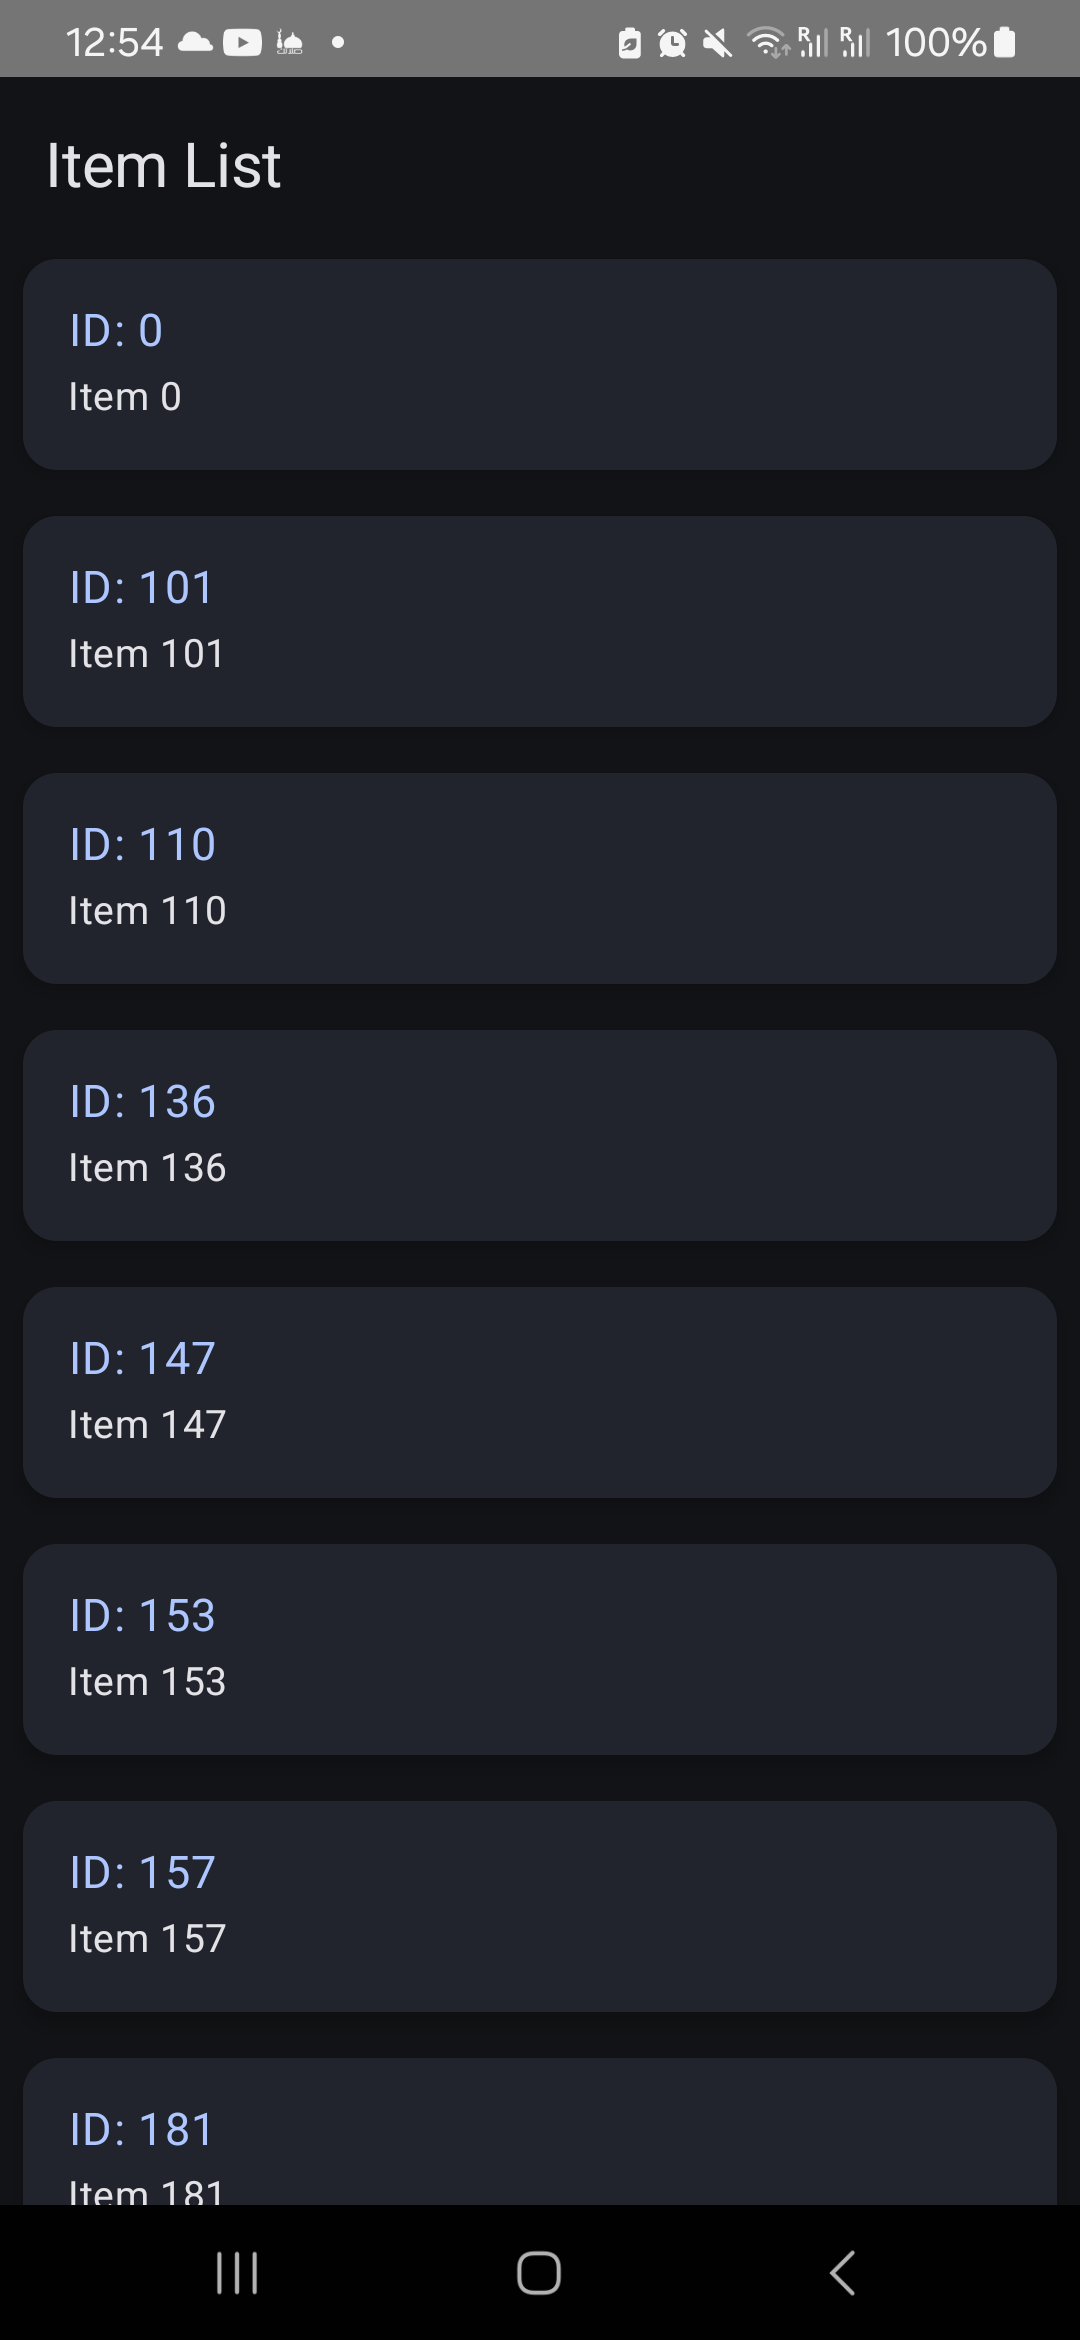 12:54 100%
Item List
ID: 0
Item 0
ID: 101
Item 101
ID: 110
Item 110
ID: 136
Item 136
ID: 147
Item 147
ID: 153
Item 153
ID: 157
Item 157
ID: 181
Item 181